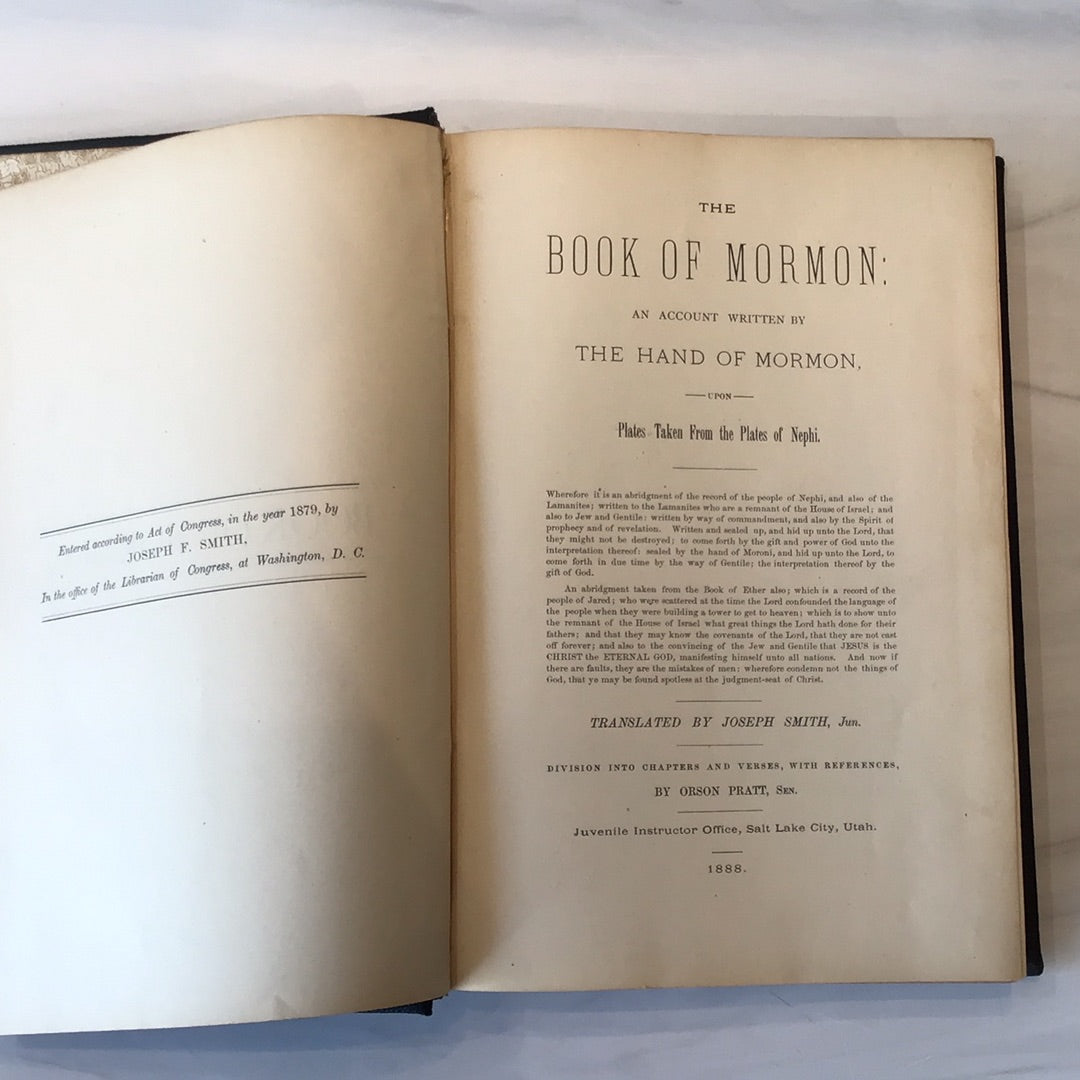 Entered according to Act of Congress, in the year 1879, by
JOSEPH F. SMITH,
In the office of the Librarian of Congress, at Washington, D. C.
THE
BOOK OF MORMON:
AN ACCOUNT WRITTEN BY
THE HAND OF MORMON,
UPON
Plates Taken From the Plates of Nephi.
Wherefore it is an abridgment of the record of the people of Nephi, and also of the
Lamanites; written to the Lamanites who are a remnant of the House of Israel; and
also to Jew and Gentile: written by way of commandment, and also by the Spirit of
prophecy and of revelation. Written and sealed up, and hid up unto the Lord, that
they might not be destroyed; to come forth by the gift and power of God unto the
interpretation thereof: sealed by the hand of Moroni, and hid up unto the Lord, to
come forth in due time by the way of Gentile; the interpretation thereof by the
gift of God.
An abridgment taken from the Book of Ether also; which is a record of the
people of Jared; who were scattered at the time the Lord confounded the language of
the people when they were building a tower to get to heaven; which is to show unto
the remnant of the House of Israel what great things the Lord hath done for their
fathers; and that they may know the covenants of the Lord, that they are not cast
off forever; and also to the convincing of the Jew and Gentile that JESUS is the
CHRIST the ETERNAL GOD, manifesting himself unto all nations. And now if
there are faults, they are the mistakes of men: wherefore condemn not the things of
God, that ye may be found spotless at the judgment-seat of Christ.
TRANSLATED BY JOSEPH SMITH, Jun.
DIVISION INTO CHAPTERS AND VERSES, WITH REFERENCES,
BY ORSON PRATT, SEN.
Juvenile Instructor Office, Salt Lake City, Utah.
1888.